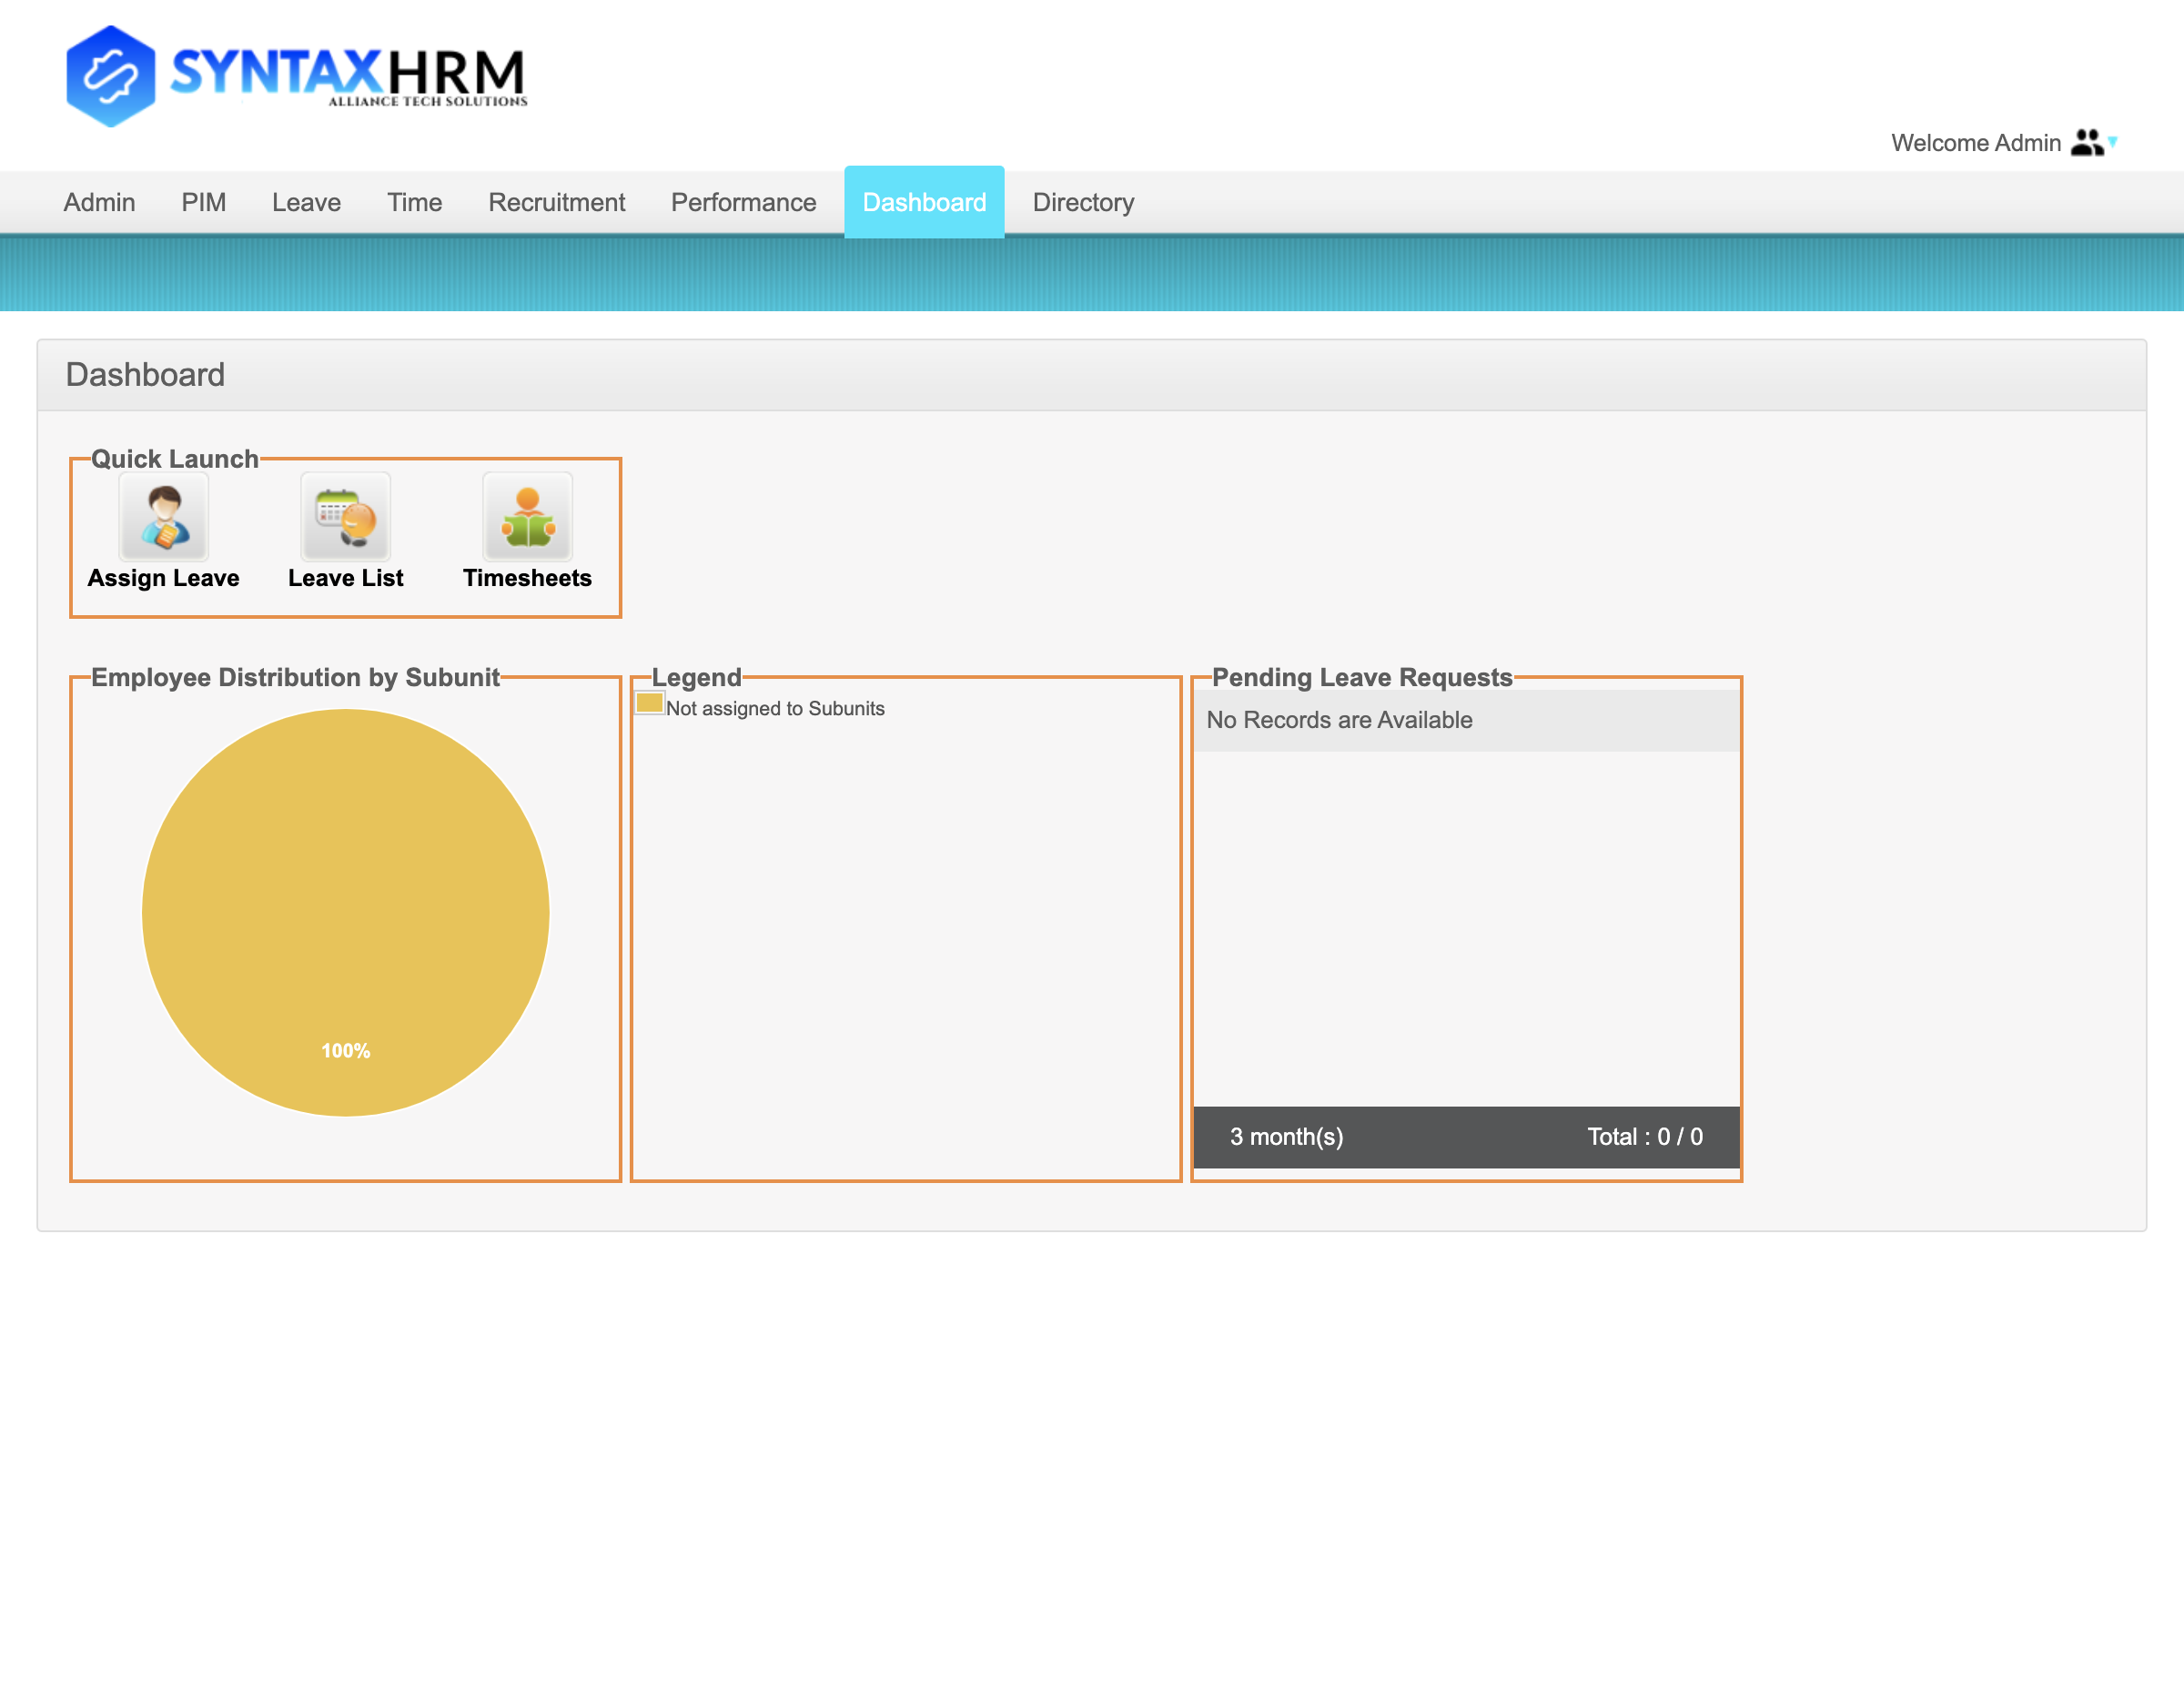 SYNTAXHRM
ALLIANCE TECH SOLUTIONS
Welcome Admin
Admin PIM Leave Time Recruitment Performance Dashboard Directory
Dashboard
Quick Launch
Assign Leave Leave List Timesheets
Employee Distribution by Subunit
100%
Legend
Not assigned to Subunits
Pending Leave Requests
No Records are Available
3 month(s) Total : 0 / 0